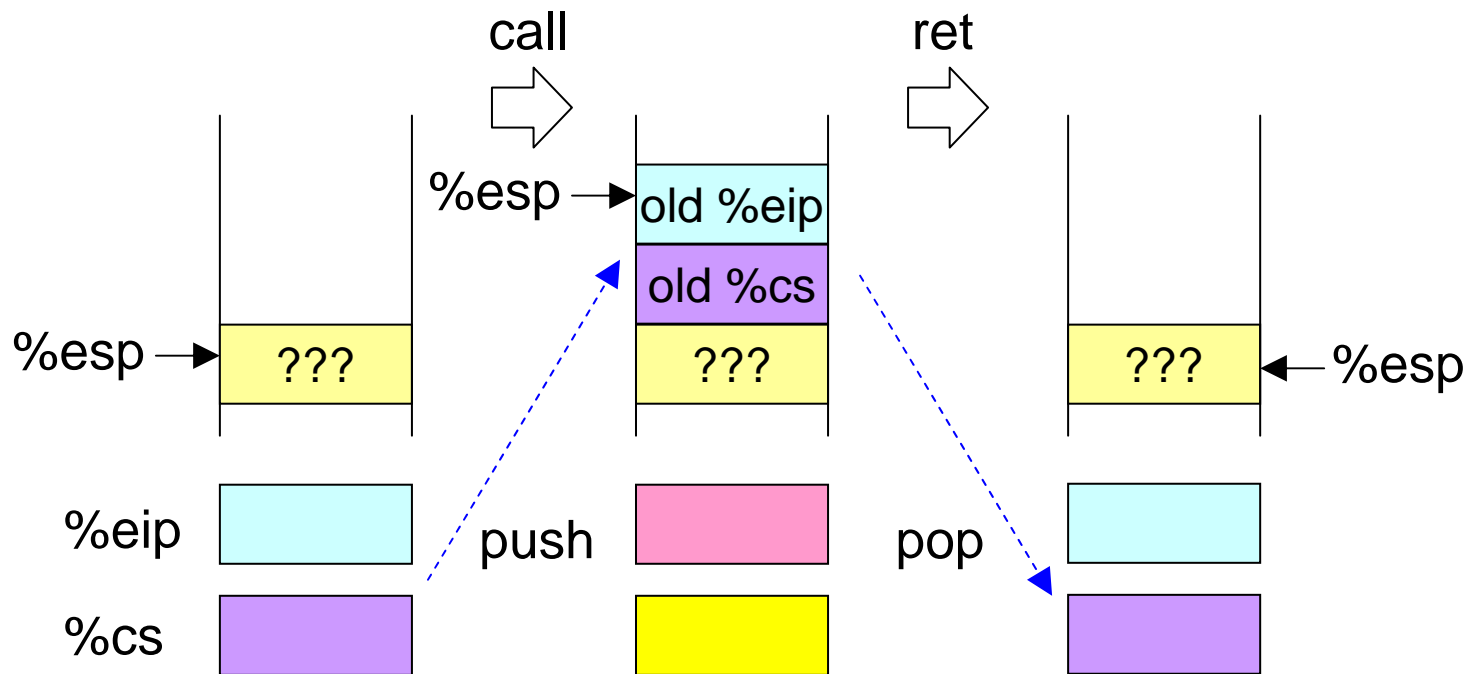 call ret
%esp old %eip
old %cs
%esp ??? ??? ??? %esp
%eip push pop
%cs